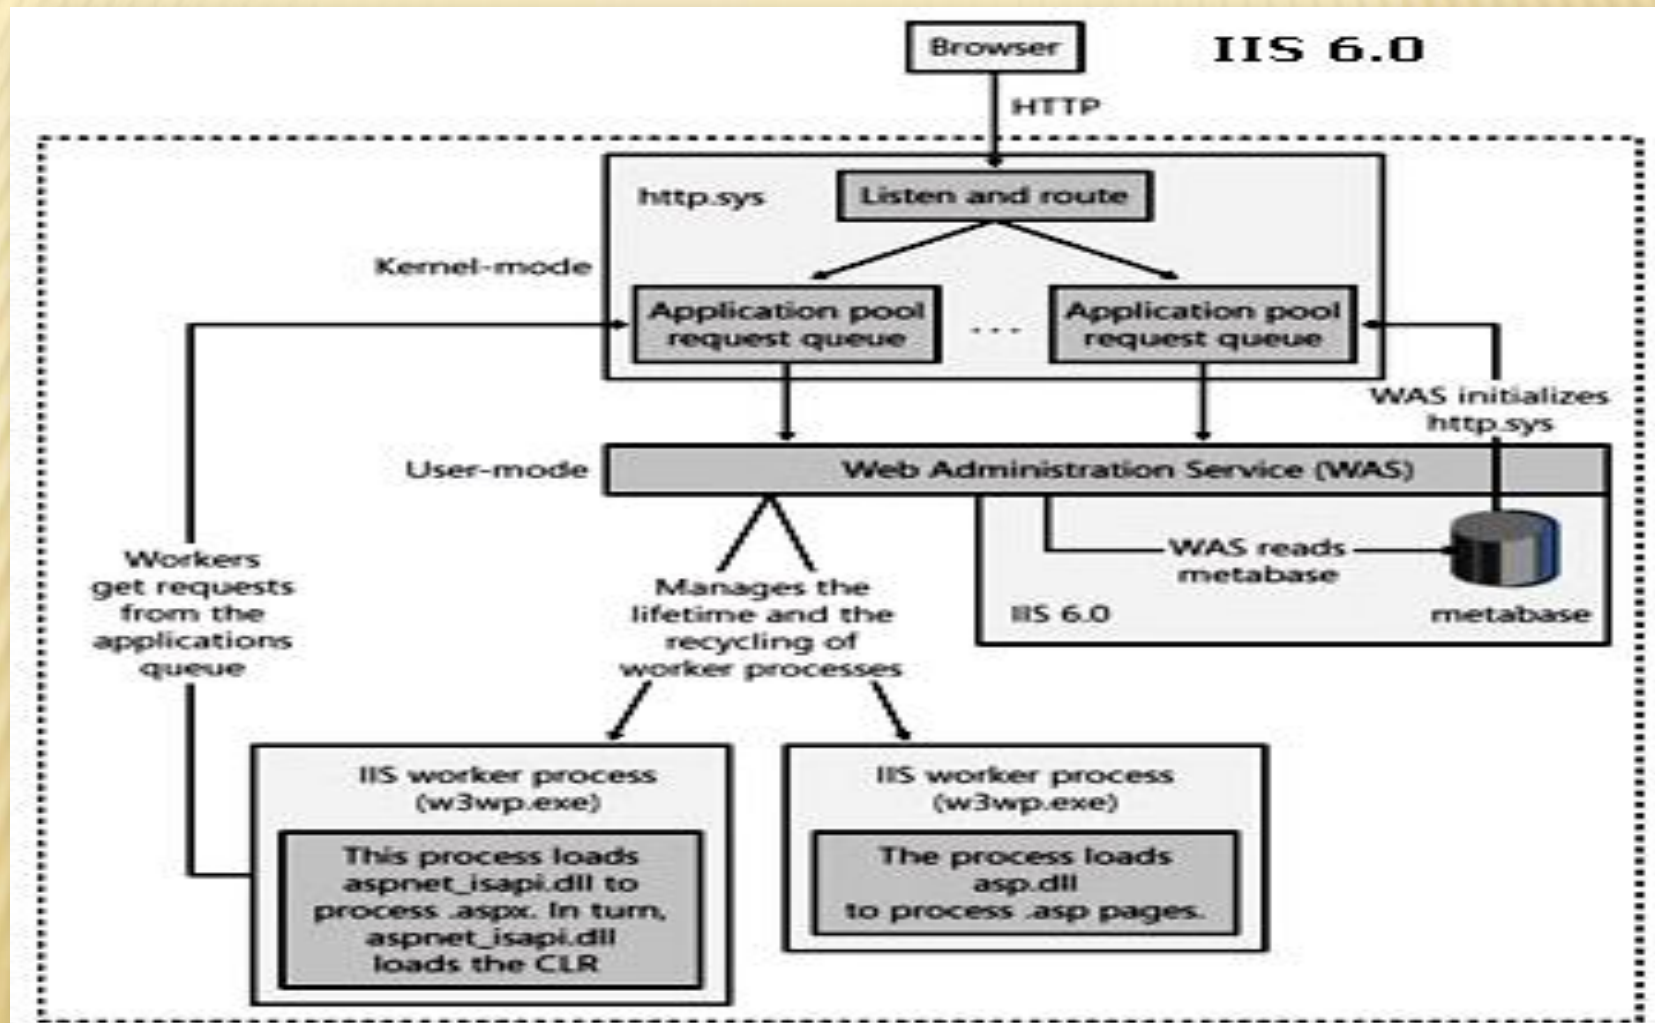 Browser
IIS 6.0
HTTP
http.sys
Listen and route
Kernel-mode
Application pool
request queue
...
Application pool
request queue
WAS initializes
http.sys
User-mode
Web Administration Service (WAS)
WAS reads
metabase
IIS 6.0
metabase
Workers
get requests
from the
applications
queue
Manages the
lifetime and the
recycling of
worker processes
IIS worker process
(w3wp.exe)
This process loads
aspnet_isapi.dll to
process .aspx. In turn,
aspnet_isapi.dll
loads the CLR
IIS worker process
(w3wp.exe)
The process loads
asp.dll
to process .asp pages.